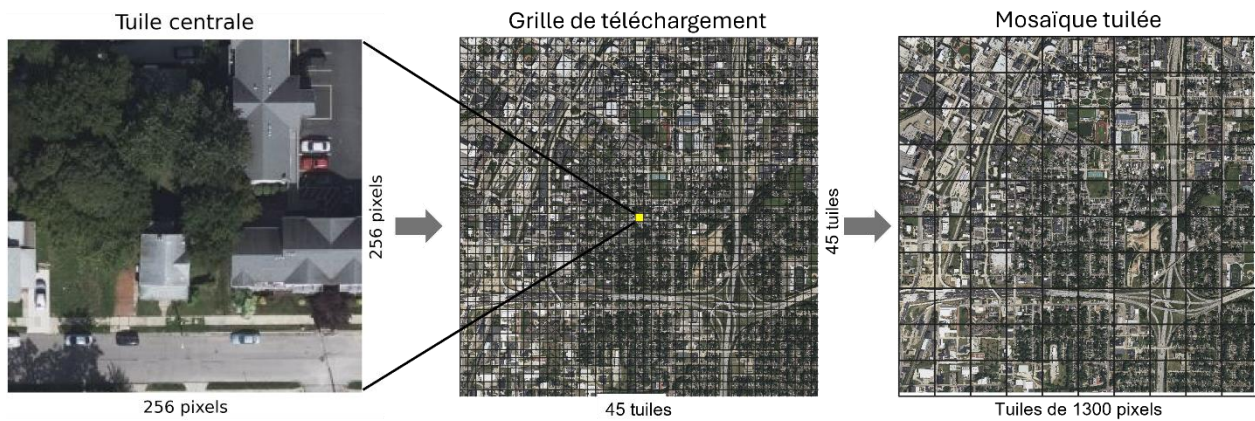 Tuile centrale
Grille de téléchargement
Mosaïque tuilée
256 pixels
45 tuiles
256 pixels
45 tuiles
Tuiles de 1300 pixels